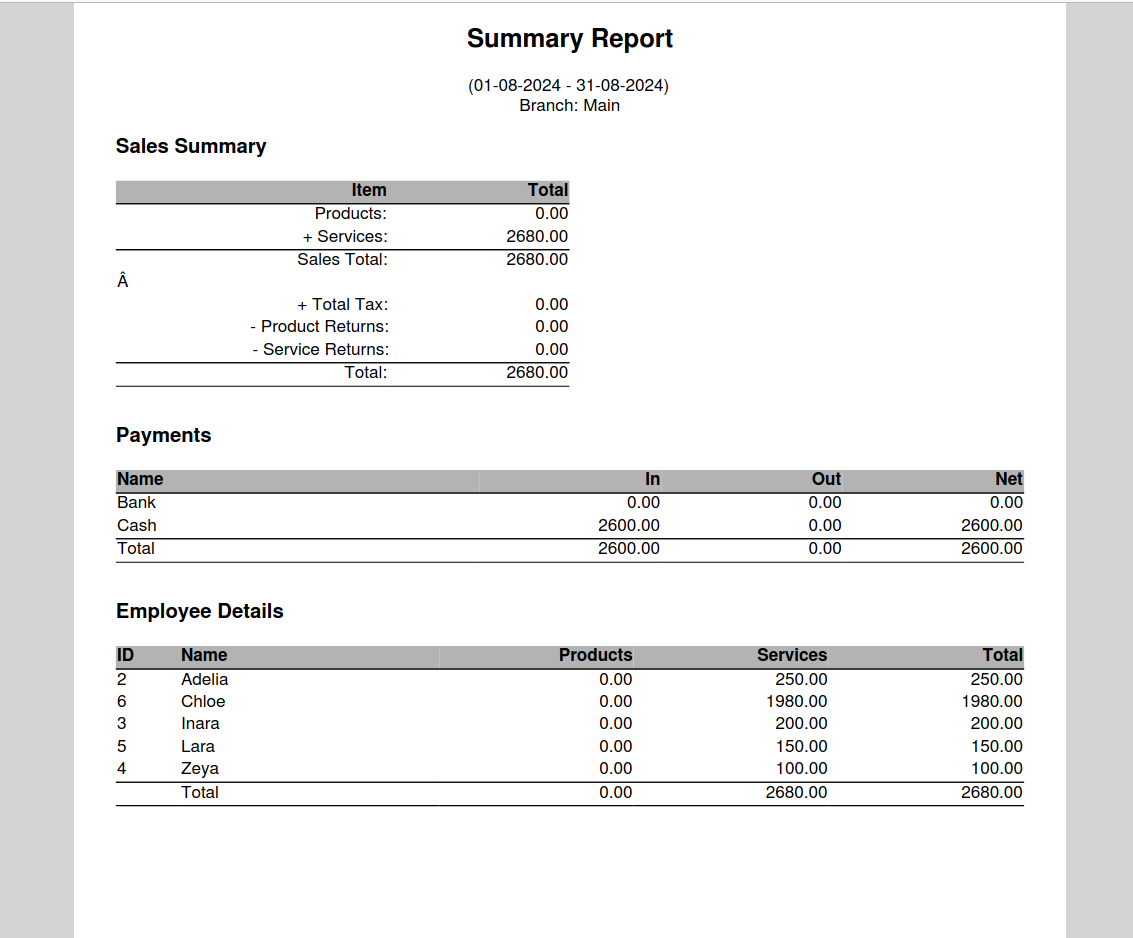 Summary Report
(01-08-2024 - 31-08-2024)
Branch: Main
Sales Summary
Item Total
Products: 0.00
+ Services: 2680.00
Sales Total: 2680.00
Â
+ Total Tax: 0.00
- Product Returns: 0.00
- Service Returns: 0.00
Total: 2680.00
Payments
Name In Out Net
Bank 0.00 0.00 0.00
Cash 2600.00 0.00 2600.00
Total 2600.00 0.00 2600.00
Employee Details
ID Name Products Services Total
2 Adelia 0.00 250.00 250.00
6 Chloe 0.00 1980.00 1980.00
3 Inara 0.00 200.00 200.00
5 Lara 0.00 150.00 150.00
4 Zeya 0.00 100.00 100.00
Total 0.00 2680.00 2680.00